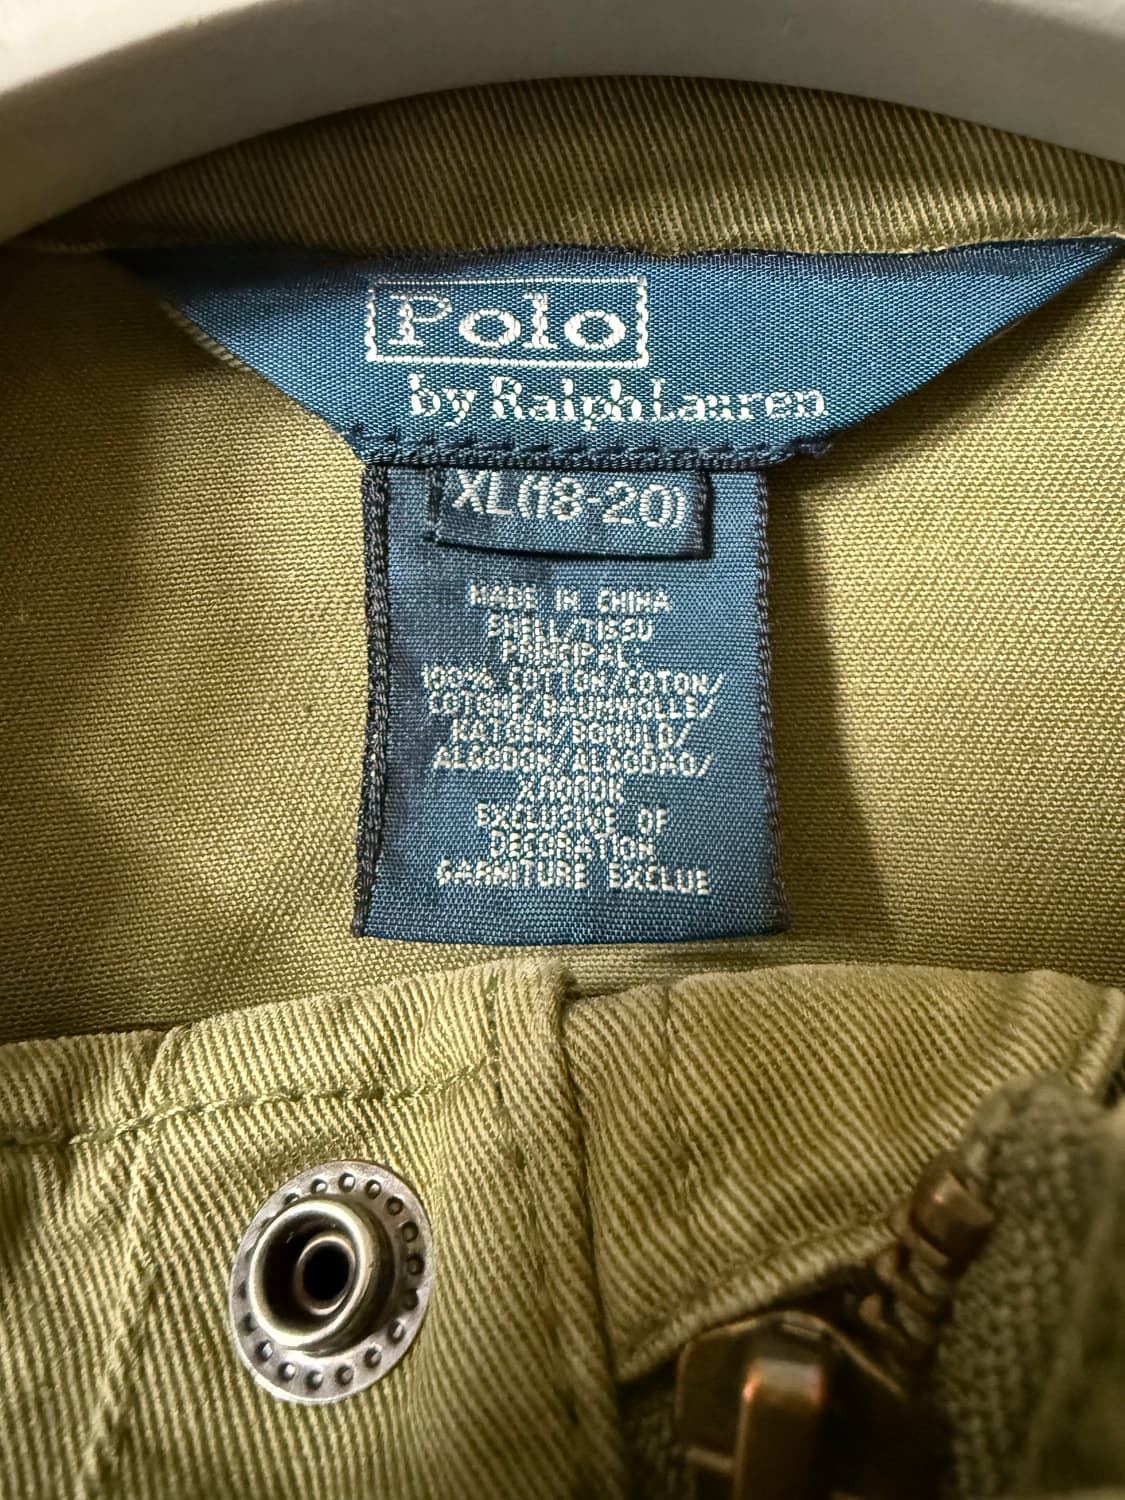 Polo
by Ralph Lauren
XL(18-20)
MADE IN CHINA
SHELL/TISSU
PRINCIPAL:
100% COTTON/COTON/
COTONE/BAUMWOLLE/
KATOEN/BOMULD/
ALGODON/ALGODAO/
ΧЛОПОК
EXCLUSIVE OF
DECORATION
GARNITURE EXCLUE